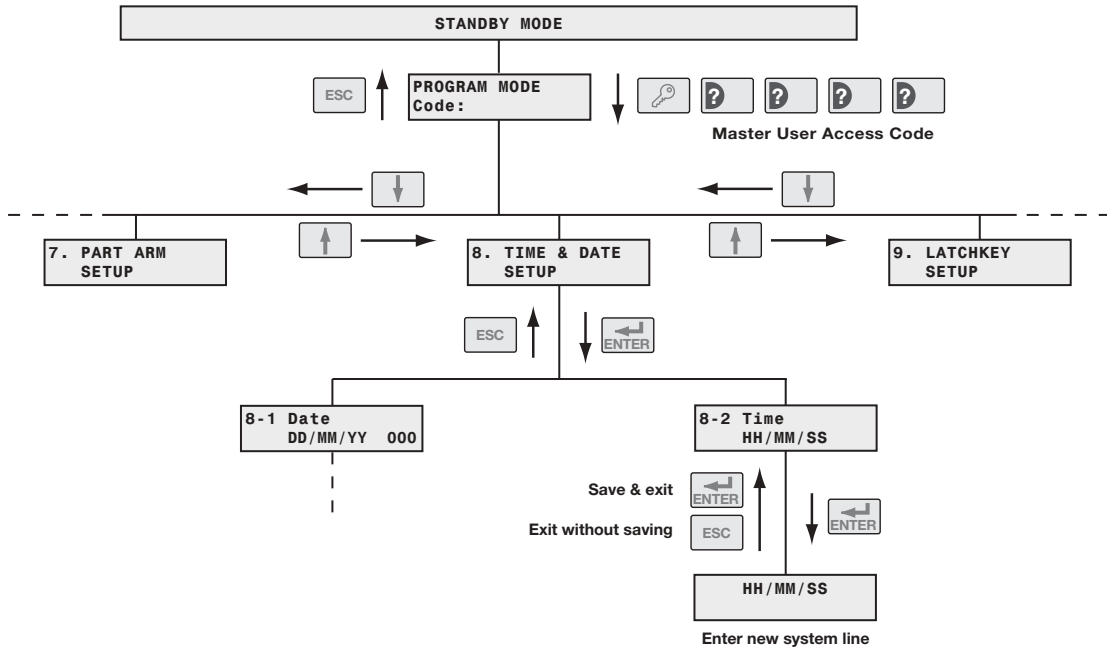 STANDBY MODE
ESC
PROGRAM MODE
Code:
? ? ? ?
Master User Access Code
7. PART ARM
SETUP
8. TIME & DATE
SETUP
9. LATCHKEY
SETUP
ESC
ENTER
8-1 Date
DD/MM/YY 000
8-2 Time
HH/MM/SS
Save & exit
ENTER
Exit without saving
ESC
ENTER
HH/MM/SS
Enter new system line